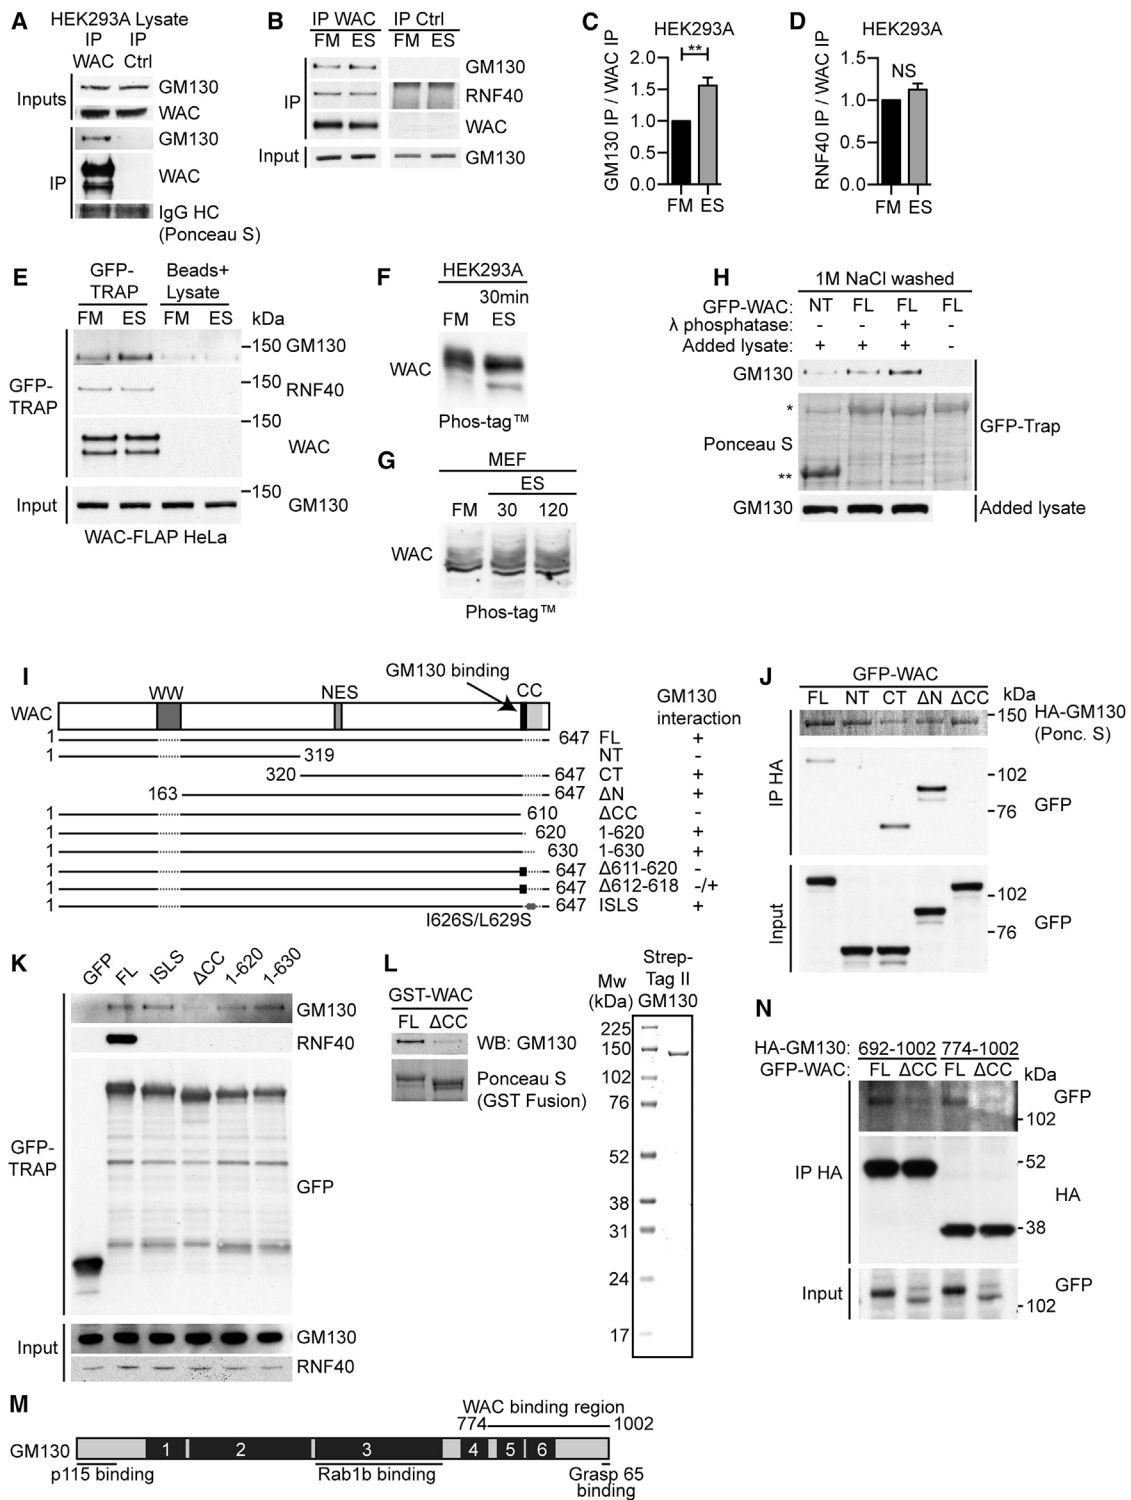 A
HEK293A Lysate
IP WAC
IP Ctrl
Inputs
GM130
WAC
IP
GM130
WAC
IgG HC
(Ponceau S)
B
IP WAC
IP Ctrl
FM ES FM ES
IP
GM130
RNF40
WAC
Input
GM130
C
HEK293A
GM130 IP / WAC IP
**
2.0
1.5
1.0
0.5
0.0
FM ES
D
HEK293A
RNF40 IP / WAC IP
NS
1.5
1.0
0.5
0.0
FM ES
E
GFP-TRAP
Beads+ Lysate
FM ES FM ES kDa
GFP-TRAP
150 GM130
150 RNF40
150
WAC
150
Input
GM130
WAC-FLAP HeLa
F
HEK293A
30min
FM ES
WAC
Phos-tag™
G
MEF
ES
FM 30 120
WAC
Phos-tag™
H
1M NaCl washed
GFP-WAC: NT FL FL FL
λ phosphatase: - - + -
Added lysate: + + + -
GM130
*
Ponceau S
**
GFP-Trap
GM130
Added lysate
I
GM130 binding
WW NES CC
GM130 interaction
WAC
1 647 FL +
1 319 NT -
320 647 CT +
163 647 ΔN +
1 610 ΔCC -
1 620 1-620 +
1 630 1-630 +
1 647 Δ611-620 -
1 647 Δ612-618 -/+
1 647 ISLS +
I626S/L629S
J
GFP-WAC
FL NT CT ΔN ΔCC kDa
150 HA-GM130
(Ponc. S)
IP HA
102
76
GFP
Input
102
76
GFP
K
GFP FL ISLS ΔCC 1-620 1-630
GM130
RNF40
GFP-TRAP
GFP
Input
GM130
RNF40
L
GST-WAC
FL ΔCC
WB: GM130
Ponceau S
(GST Fusion)
Mw (kDa)
Strep-Tag II GM130
225
150
102
76
52
38
31
24
17
N
HA-GM130: 692-1002 774-1002
GFP-WAC: FL ΔCC FL ΔCC kDa
GFP
102
IP HA
52
HA
38
Input
GFP
102
M
WAC binding region
774 1002
GM130 1 2 3 4 5 6
p115 binding
Rab1b binding
Grasp 65 binding